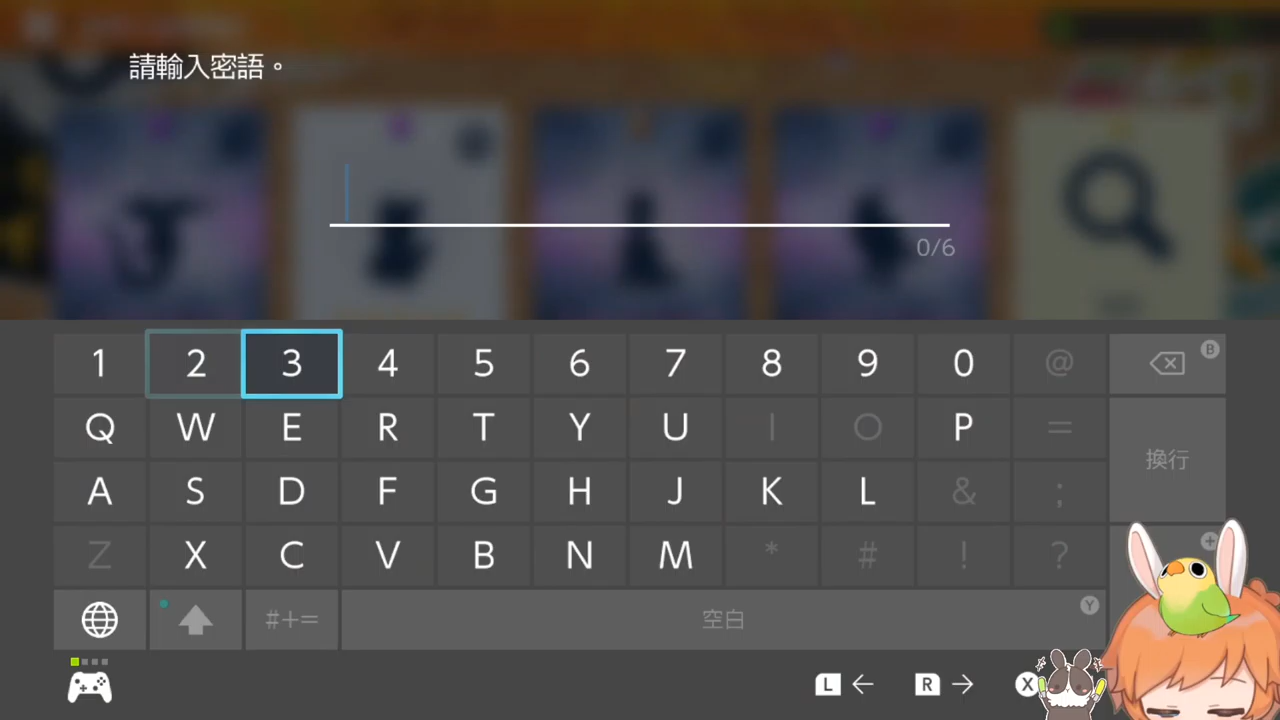 請輸入密語。
0/6
1 2 3 4 5 6 7 8 9 0 @
B
Q W E R T Y U I O P =
換行
A S D F G H J K L & ;
Z X C V B N M * # ! ?
+
#+= 空白 Y
L ← R → X